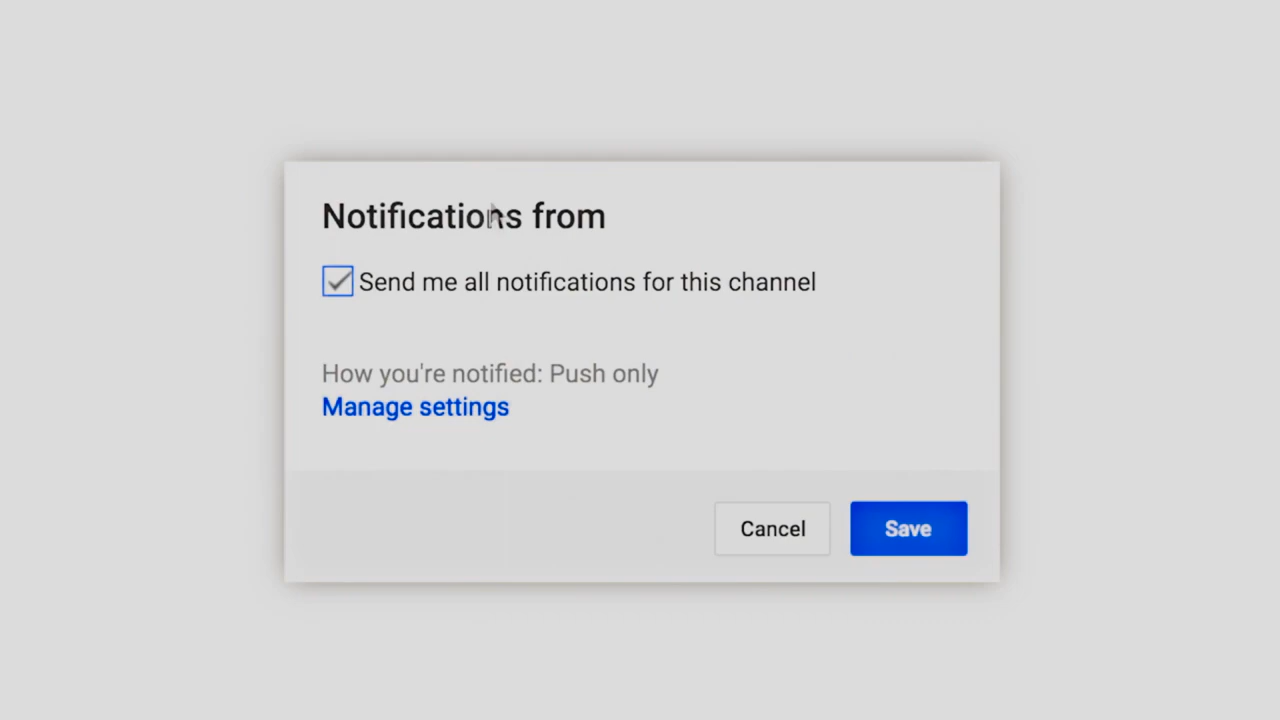 Notifications from
Send me all notifications for this channel
How you're notified: Push only
Manage settings
Cancel
Save